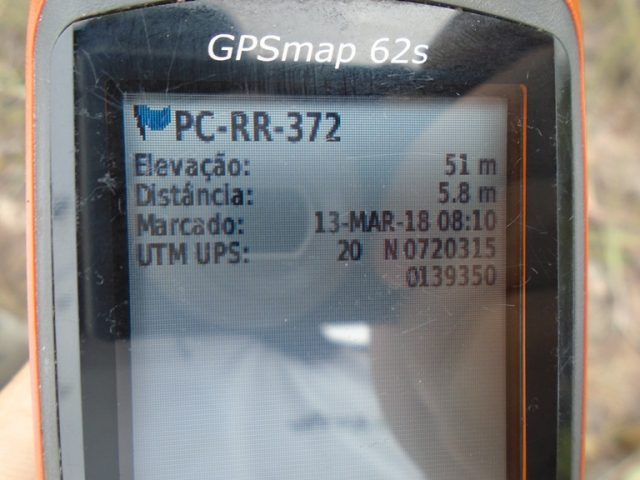 GPSmap 62s
PC-RR-372
Elevação: 51 m
Distância: 5.8 m
Marcado: 13-MAR-18 08:10
UTM UPS: 20 N 0720315
0139350